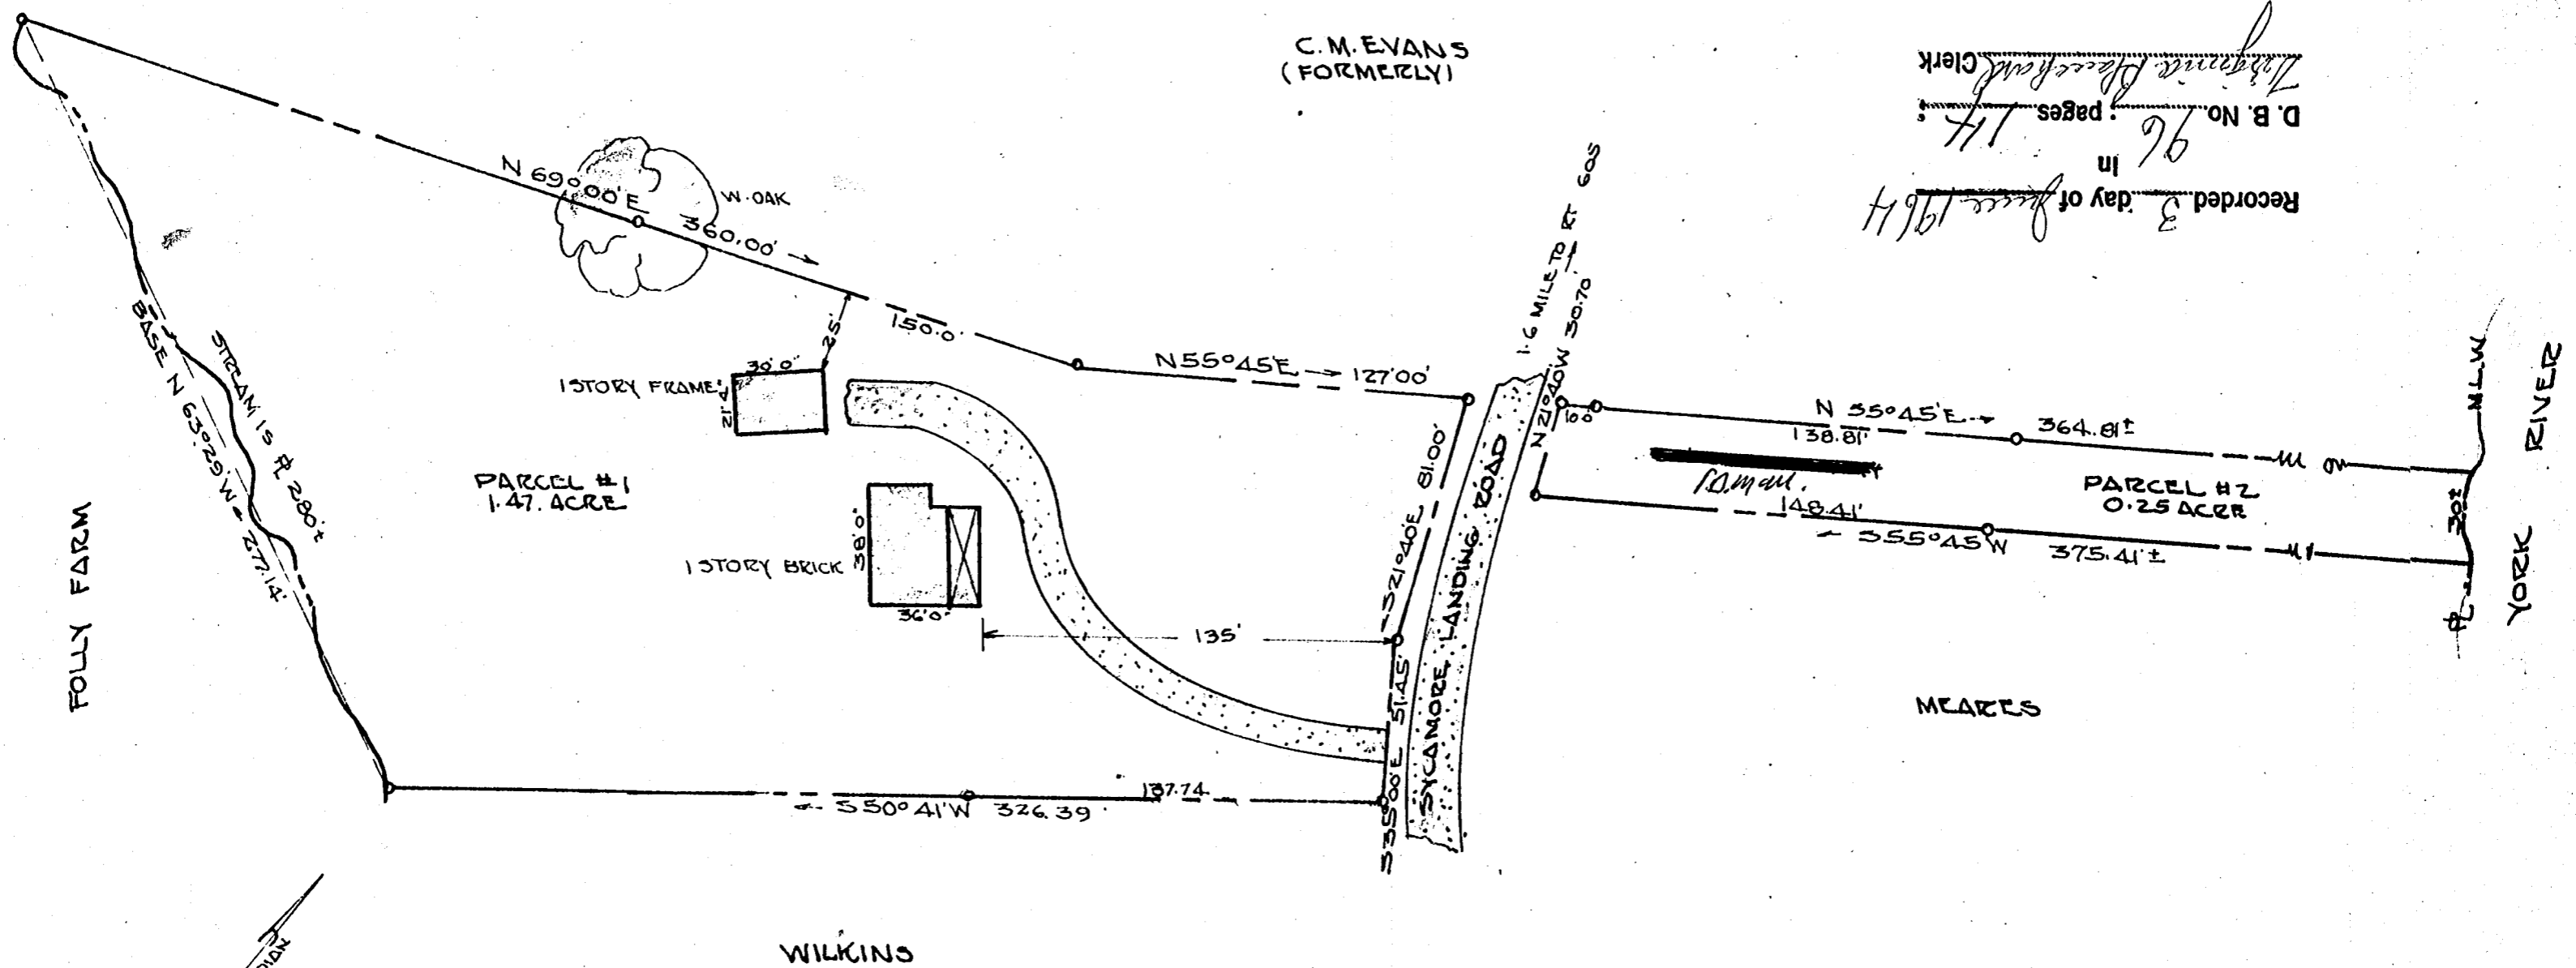 C.M. EVANS
(FORMERLY)
Recorded 3 day of June 1964
In
D. B. No. 96; pages 114;
Virginia Clerk
N 69°00' E 360.00' →
W. OAK
150.0'
25'
N55°45'E → 127.00'
1.6 MILE TO RT 605 →
N 21°40W 30.70
10.0
N 55°45'E →
138.81'
364.81±
M.L.W
YORK RIVER
PARCEL #2
0.25 ACRE
30±
148.41'
← S55°45'W 375.41'±
MEARES
30'0"
1 STORY FRAME
PARCEL #1
1.47. ACRE
1 STORY BRICK
38'0"
36'0"
135'
S21°40E 81.00'
S35°00'E 51.45'
SYCAMORE LANDING ROAD
STREAM IS ℄ 280'±
BASE N 63°29'W ← 277.14'
FOLLY FARM
137.74
← S50°41'W 326.39'
WILKINS